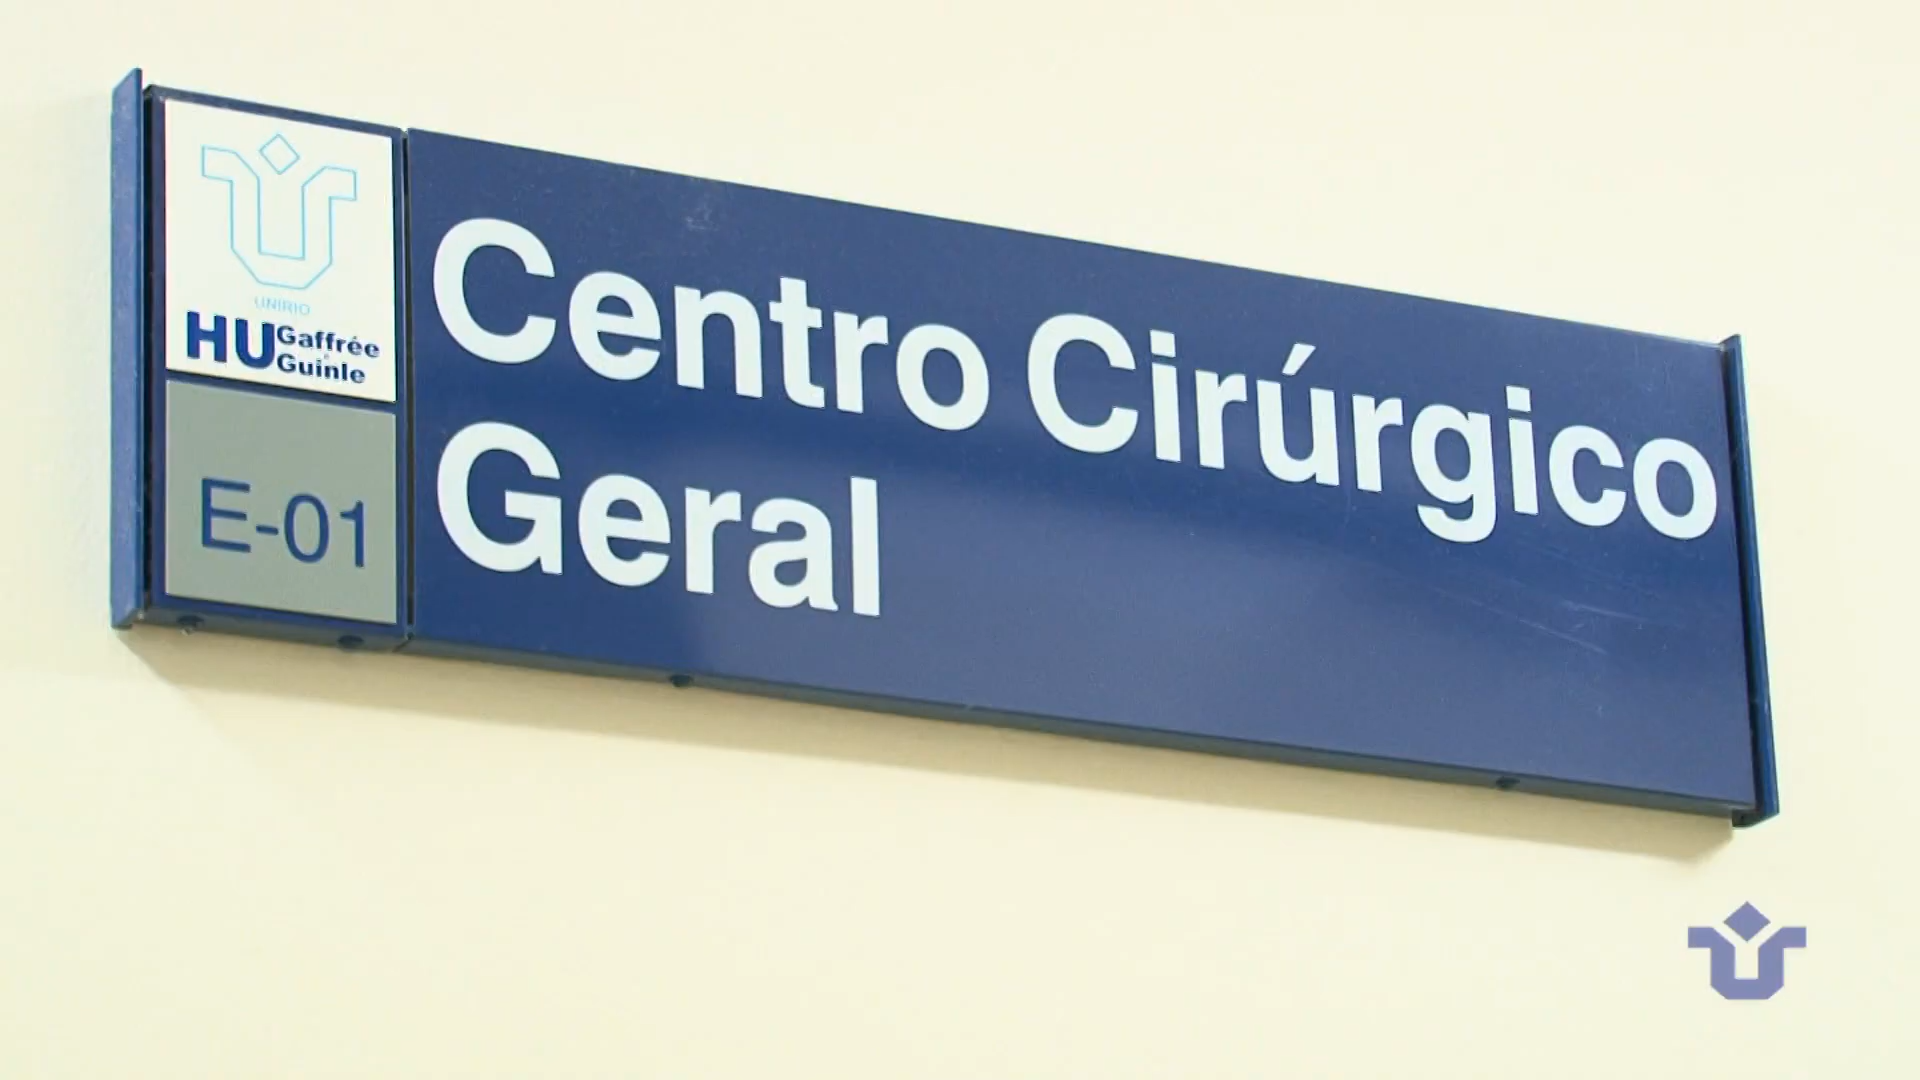 UNIRIO
HU Gaffrée
e
Guinle
E-01
Centro Cirúrgico
Geral